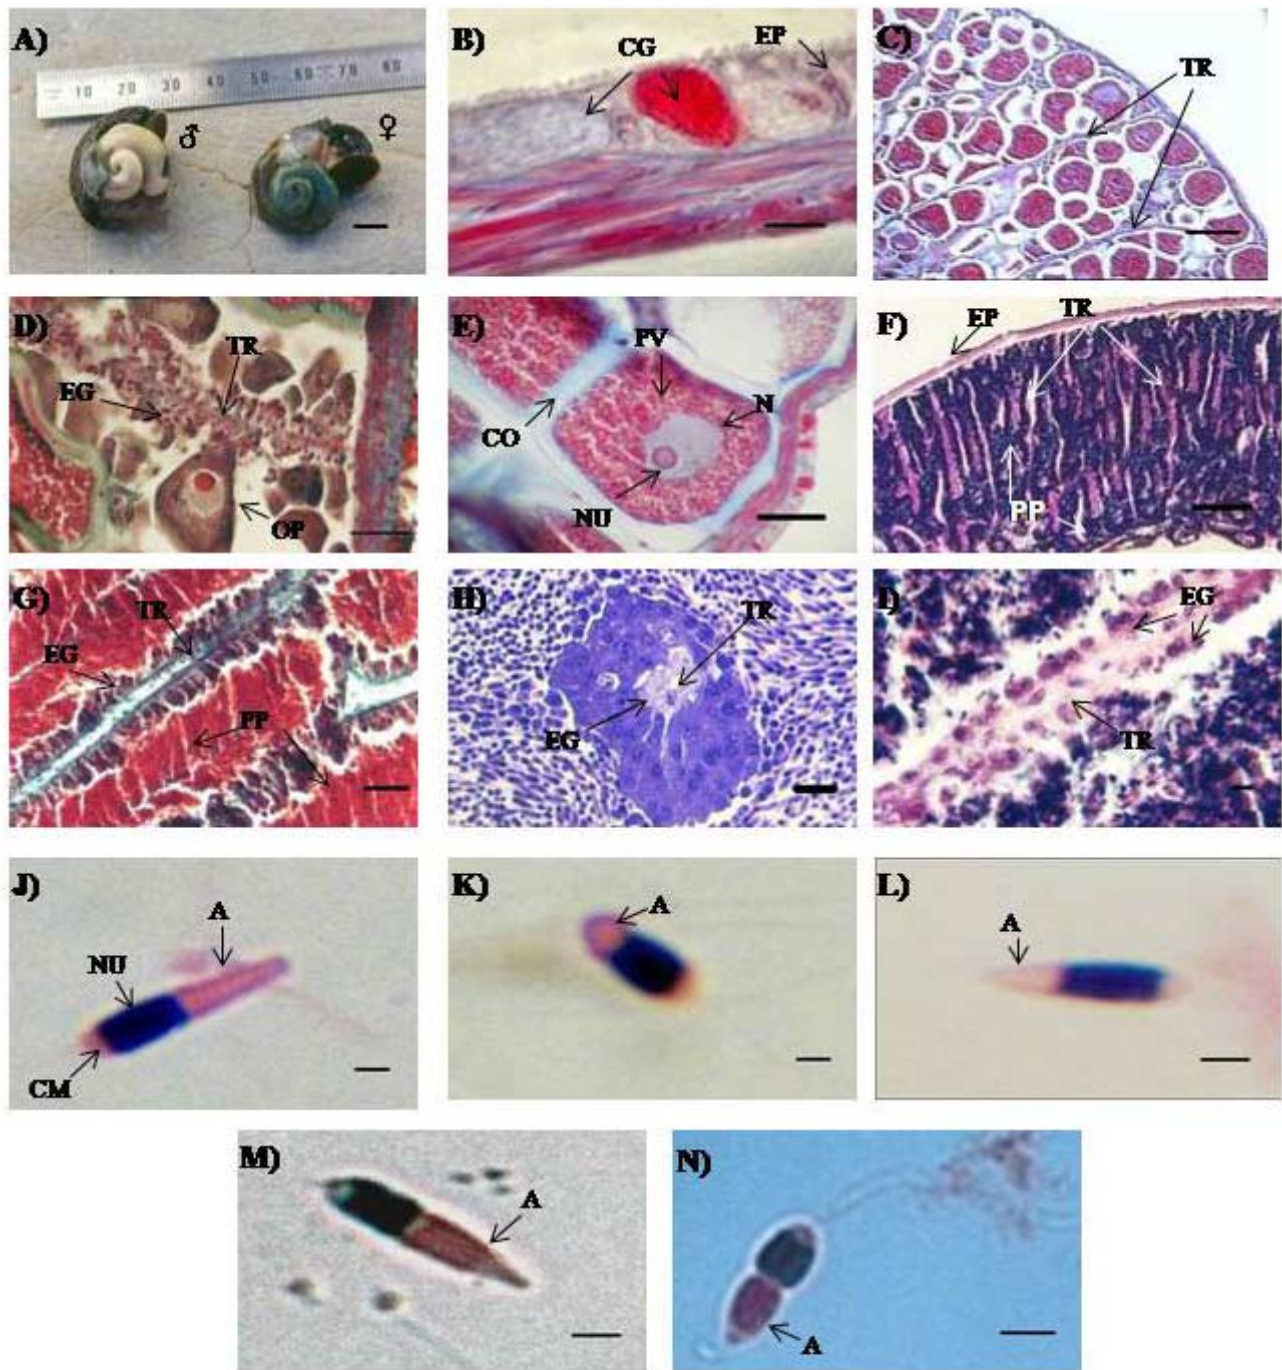 A)
10 20 30 40 50 60 70 80
♂
♀
B)
CG
EP
C)
TR
D)
TR
EG
OP
E)
PV
N
CO
NU
F)
EP
TR
PP
G)
TR
EG
PP
H)
TR
EG
I)
EG
TR
J)
A
NU
CM
K)
A
L)
A
M)
A
N)
A